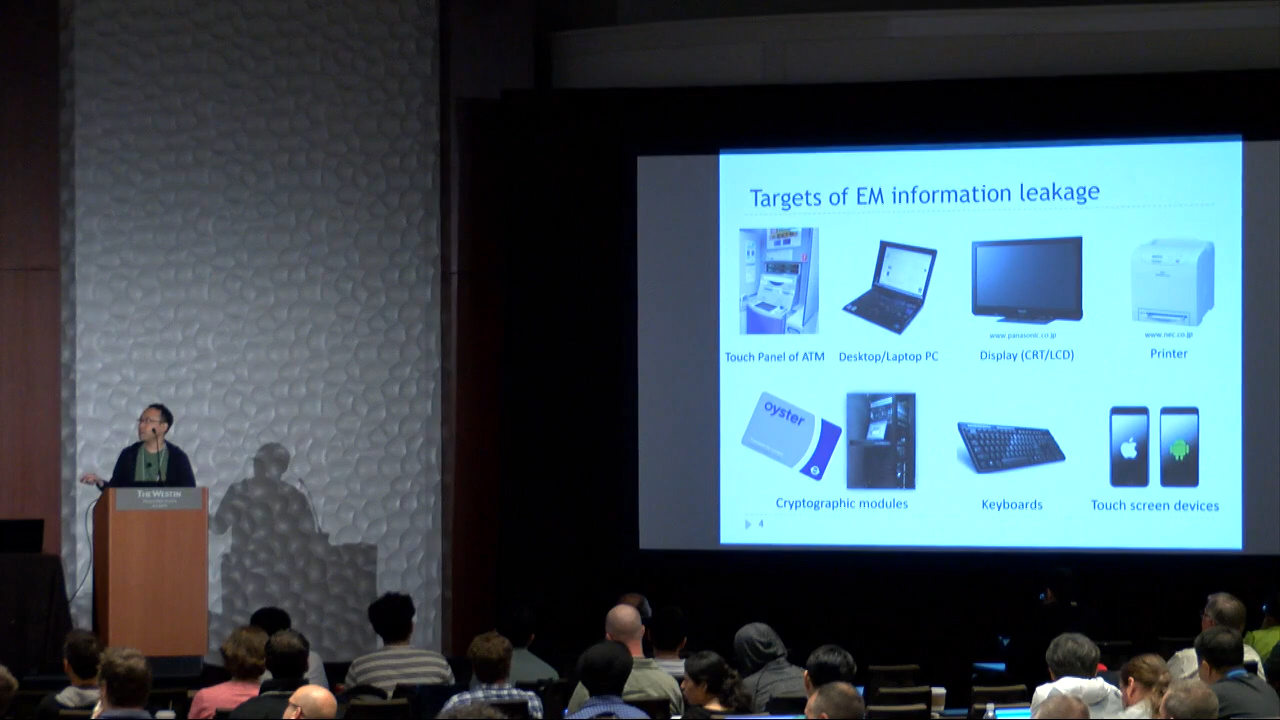 Targets of EM information leakage
www.panasonic.co.jp
www.nec.co.jp
Touch Panel of ATM
Desktop/Laptop PC
Display (CRT/LCD)
Printer
oyster
Cryptographic modules
Keyboards
Touch screen devices
4
THE WESTIN